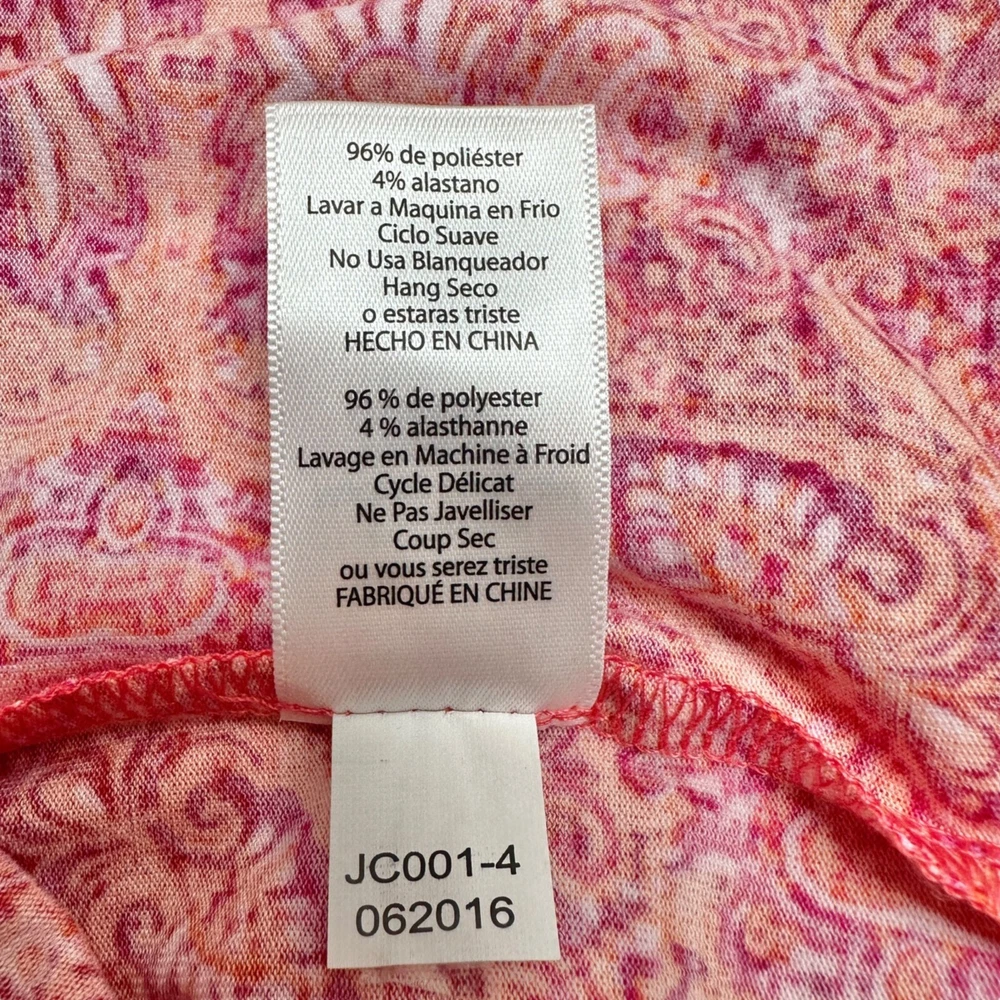 96% de poliéster
4% alastano
Lavar a Maquina en Frio
Ciclo Suave
No Usa Blanqueador
Hang Seco
o estaras triste
HECHO EN CHINA
96 % de polyester
4 % alasthanne
Lavage en Machine à Froid
Cycle Délicat
Ne Pas Javelliser
Coup Sec
ou vous serez triste
FABRIQUÉ EN CHINE
JC001-4
062016